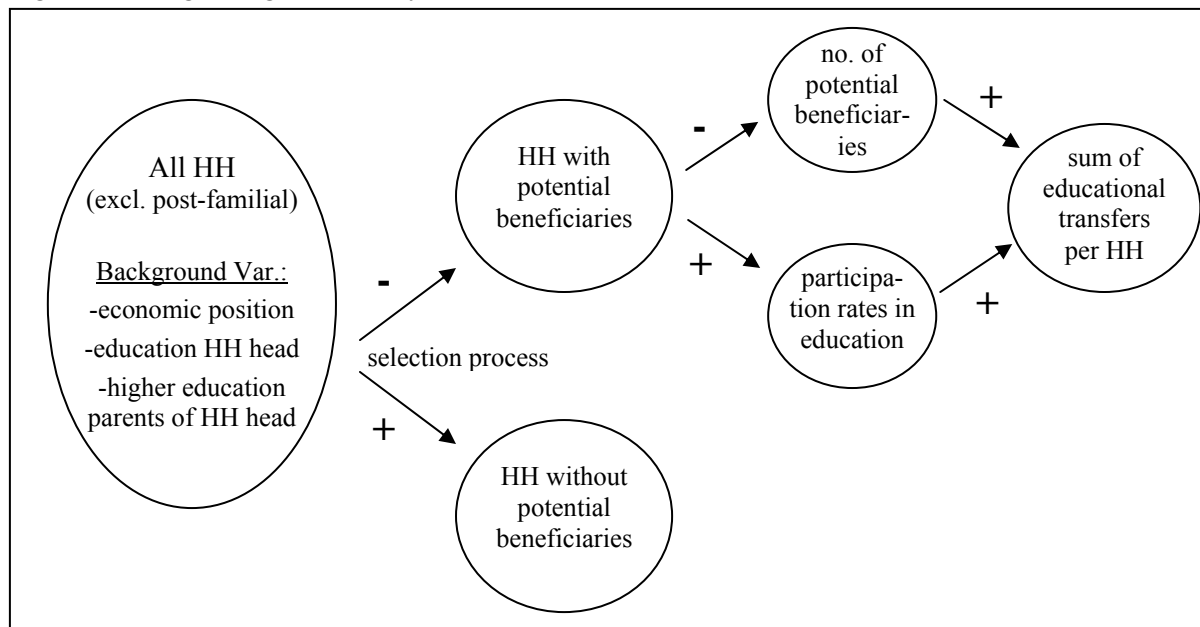 All HH
(excl. post-familial)
Background Var.:
-economic position
-education HH head
-higher education
parents of HH head
-
selection process
+
HH with
potential
beneficiaries
HH without
potential
beneficiaries
-
+
no. of
potential
beneficiar-
ies
participa-
tion rates in
education
+
+
sum of
educational
transfers
per HH